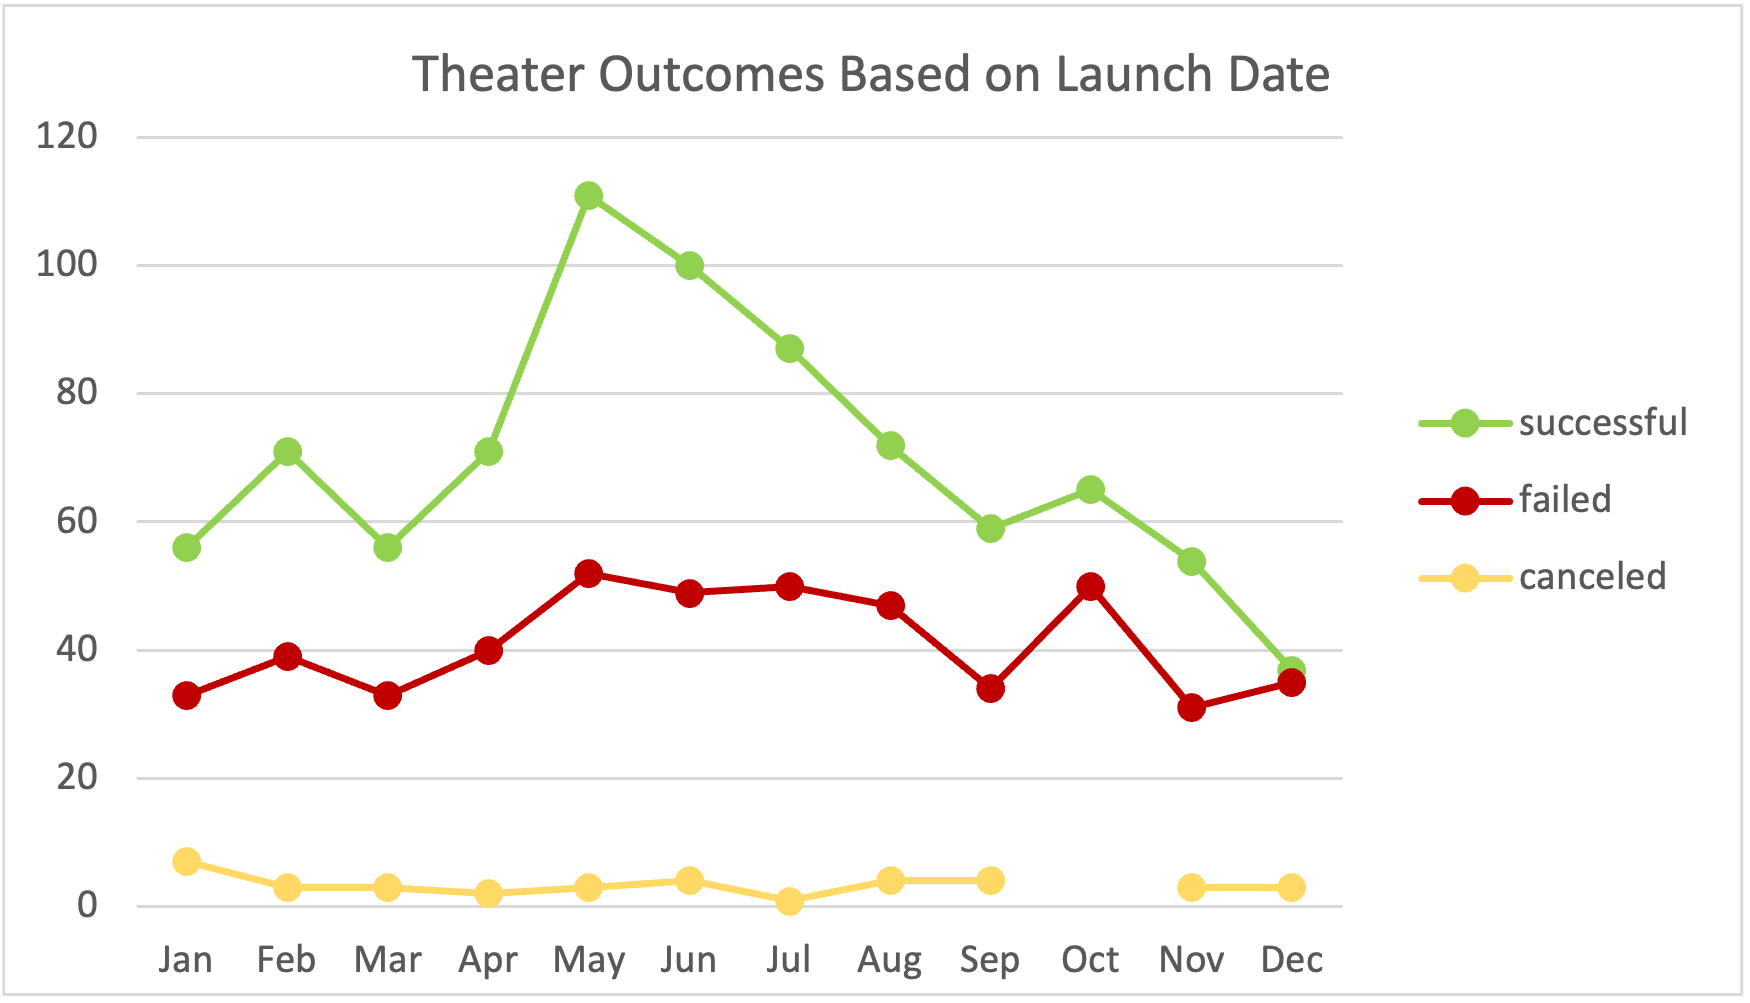 Theater Outcomes Based on Launch Date
120
100
80
60
40
20
0
Jan Feb Mar Apr May Jun Jul Aug Sep Oct Nov Dec
successful
failed
canceled